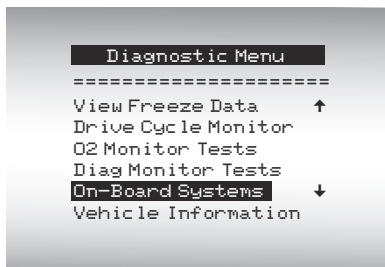 Diagnostic Menu
=====================
View Freeze Data ↑
Drive Cycle Monitor
O2 Monitor Tests
Diag Monitor Tests
On-Board Systems ↓
Vehicle Information